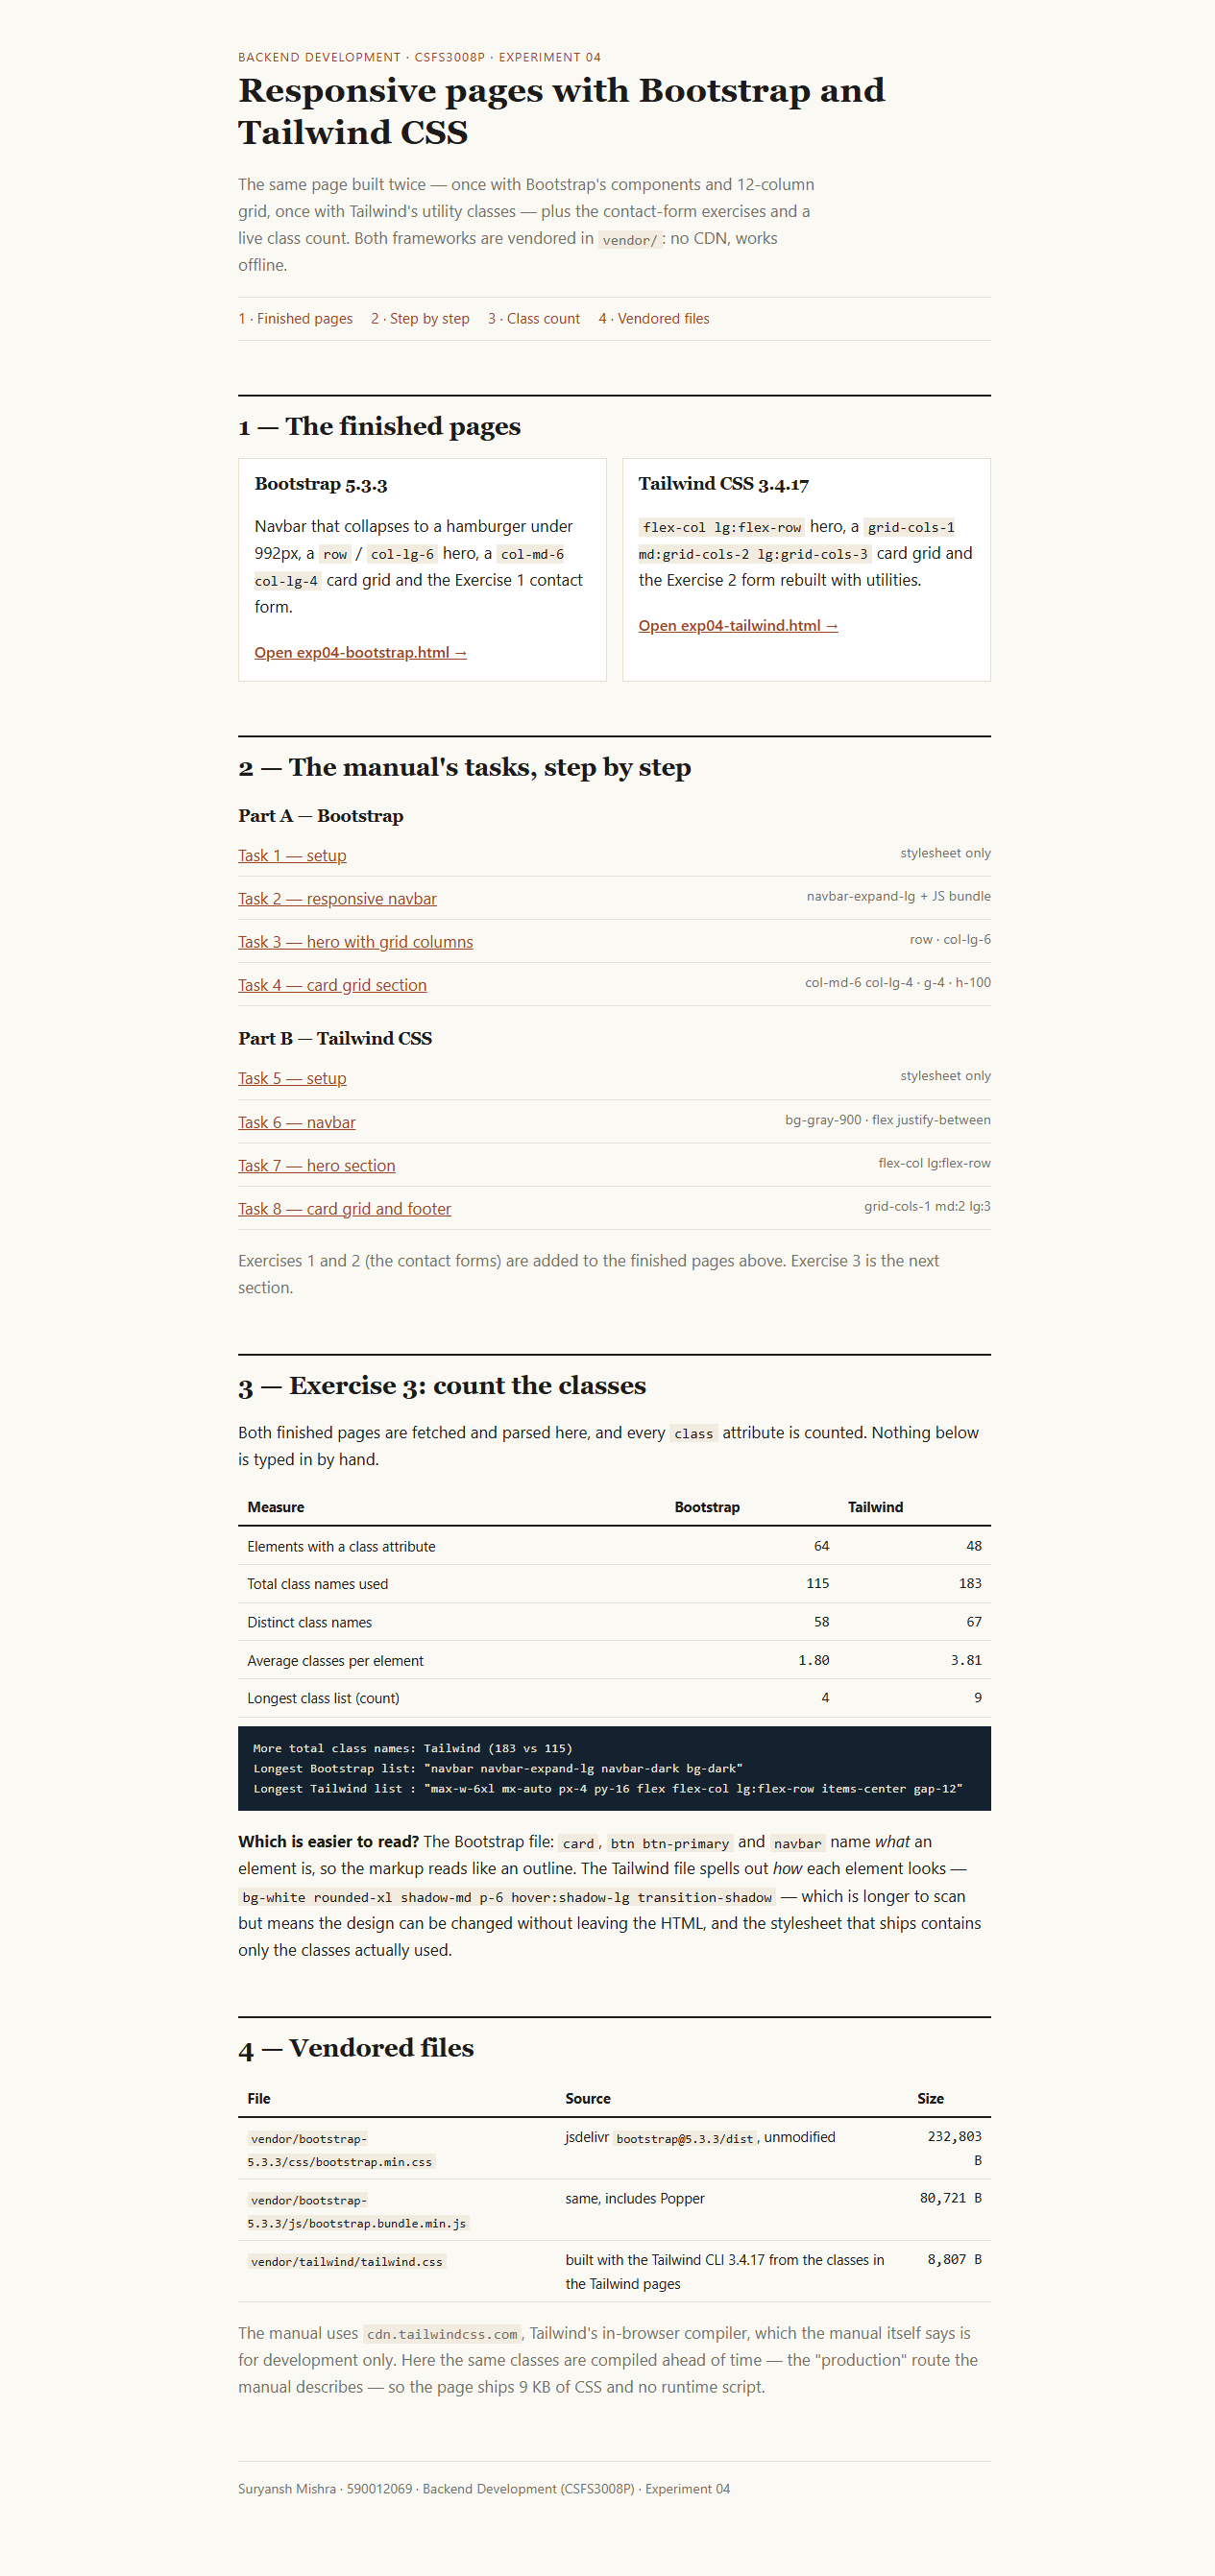 BACKEND DEVELOPMENT · CSFS3008P · EXPERIMENT 04
Responsive pages with Bootstrap and
Tailwind CSS
The same page built twice — once with Bootstrap's components and 12-column
grid, once with Tailwind's utility classes — plus the contact-form exercises and a
live class count. Both frameworks are vendored in vendor/: no CDN, works
offline.
1 · Finished pages 2 · Step by step 3 · Class count 4 · Vendored files
1 — The finished pages
Bootstrap 5.3.3
Navbar that collapses to a hamburger under
992px, a row / col-lg-6 hero, a col-md-6
col-lg-4 card grid and the Exercise 1 contact
form.
Open exp04-bootstrap.html →
Tailwind CSS 3.4.17
flex-col lg:flex-row hero, a grid-cols-1
md:grid-cols-2 lg:grid-cols-3 card grid and
the Exercise 2 form rebuilt with utilities.
Open exp04-tailwind.html →
2 — The manual's tasks, step by step
Part A — Bootstrap
Task 1 — setup stylesheet only
Task 2 — responsive navbar navbar-expand-lg + JS bundle
Task 3 — hero with grid columns row · col-lg-6
Task 4 — card grid section col-md-6 col-lg-4 · g-4 · h-100
Part B — Tailwind CSS
Task 5 — setup stylesheet only
Task 6 — navbar bg-gray-900 · flex justify-between
Task 7 — hero section flex-col lg:flex-row
Task 8 — card grid and footer grid-cols-1 md:2 lg:3
Exercises 1 and 2 (the contact forms) are added to the finished pages above. Exercise 3 is the next
section.
3 — Exercise 3: count the classes
Both finished pages are fetched and parsed here, and every class attribute is counted. Nothing below
is typed in by hand.
Measure Bootstrap Tailwind
Elements with a class attribute 64 48
Total class names used 115 183
Distinct class names 58 67
Average classes per element 1.80 3.81
Longest class list (count) 4 9
More total class names: Tailwind (183 vs 115)
Longest Bootstrap list: "navbar navbar-expand-lg navbar-dark bg-dark"
Longest Tailwind list : "max-w-6xl mx-auto px-4 py-16 flex flex-col lg:flex-row items-center gap-12"
Which is easier to read? The Bootstrap file: card, btn btn-primary and navbar name what an
element is, so the markup reads like an outline. The Tailwind file spells out how each element looks —
bg-white rounded-xl shadow-md p-6 hover:shadow-lg transition-shadow — which is longer to scan
but means the design can be changed without leaving the HTML, and the stylesheet that ships contains
only the classes actually used.
4 — Vendored files
File Source Size
vendor/bootstrap- jsdelivr bootstrap@5.3.3/dist, unmodified 232,803
5.3.3/css/bootstrap.min.css B
vendor/bootstrap- same, includes Popper 80,721 B
5.3.3/js/bootstrap.bundle.min.js
vendor/tailwind/tailwind.css built with the Tailwind CLI 3.4.17 from the classes in 8,807 B
the Tailwind pages
The manual uses cdn.tailwindcss.com, Tailwind's in-browser compiler, which the manual itself says is
for development only. Here the same classes are compiled ahead of time — the "production" route the
manual describes — so the page ships 9 KB of CSS and no runtime script.
Suryansh Mishra · 590012069 · Backend Development (CSFS3008P) · Experiment 04